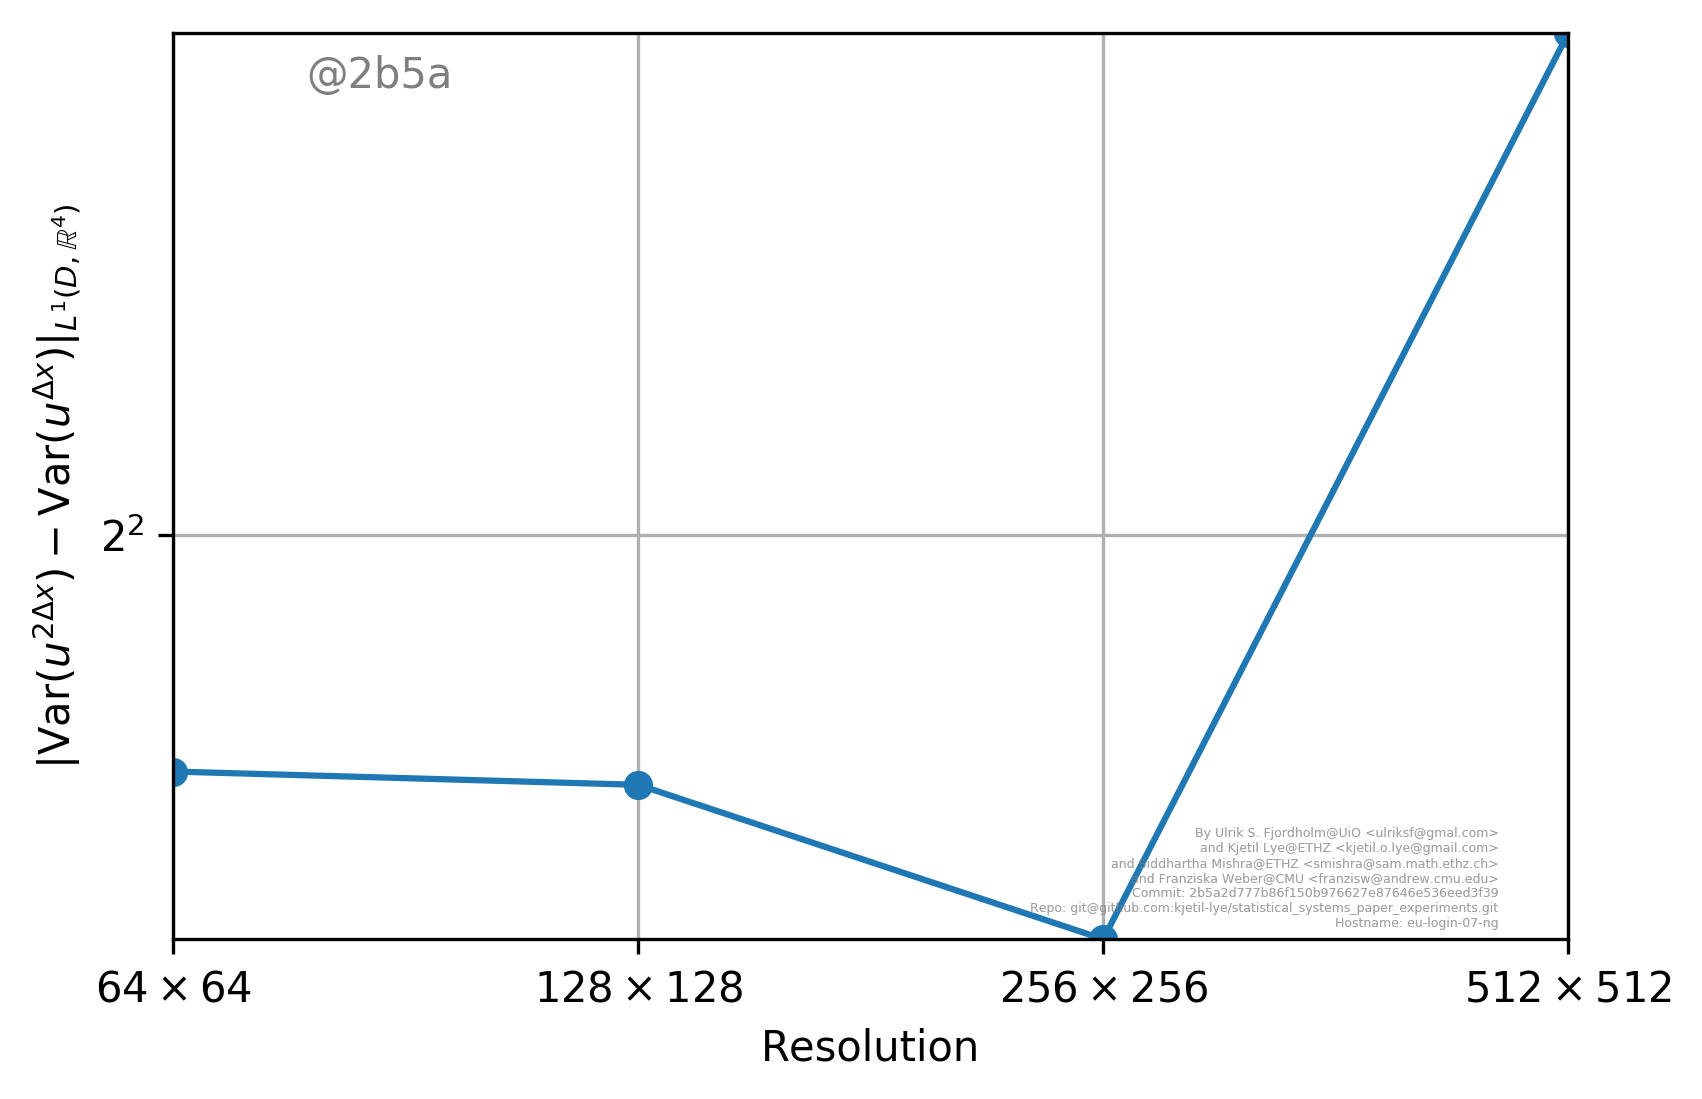 @2b5a
|Var(u^{2Δx}) − Var(u^{Δx})|_{L^1(D, ℝ^4)}
2^2
By Ulrik S. Fjordholm@UiO <ulriksf@gmal.com>
and Kjetil Lye@ETHZ <kjetil.o.lye@gmail.com>
and Siddhartha Mishra@ETHZ <smishra@sam.math.ethz.ch>
and Franziska Weber@CMU <franzisw@andrew.cmu.edu>
Commit: 2b5a2d777b86f150b976627e87646e536eed3f39
Repo: git@github.com:kjetil-lye/statistical_systems_paper_experiments.git
Hostname: eu-login-07-ng
64 × 64 128 × 128 256 × 256 512 × 512
Resolution